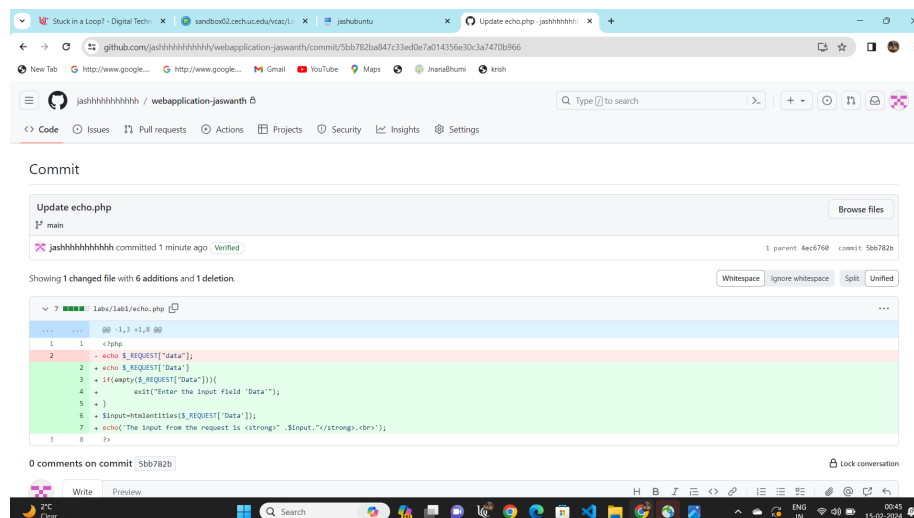 Stuck in a Loop? - Digital Techn
sandbox02.cech.uc.edu/vcac/La
jashubuntu
Update echo.php · jashhhhhhhh
github.com/jashhhhhhhhhhh/webapplication-jaswanth/commit/5bb782ba847c33ed0e7a014356e30c3a7470b966
New Tab
http://www.google....
http://www.google....
Gmail
YouTube
Maps
JnanaBhumi
krish
jashhhhhhhhhhh / webapplication-jaswanth
Type / to search
Code
Issues
Pull requests
Actions
Projects
Security
Insights
Settings
Commit
Update echo.php
Browse files
main
jashhhhhhhhhhh committed 1 minute ago Verified
1 parent 4ec6760 commit 5bb782b
Showing 1 changed file with 6 additions and 1 deletion.
Whitespace Ignore whitespace Split Unified
7 labs/lab1/echo.php
... ... @@ -1,3 +1,8 @@
1 1 <?php
2 - echo $_REQUEST["data"];
2 + echo $_REQUEST['Data']
3 + if(empty($_REQUEST["Data"])){
4 + exit("Enter the input field 'Data'");
5 + }
6 + $input=htmlentities($_REQUEST['Data']);
7 + echo('The input from the request is <strong>" .$input."</strong>.<br>');
3 8 ?>
0 comments on commit 5bb782b
Lock conversation
Write Preview
H B I
2°C
Clear
Search
ENG
IN
00:45
15-02-2024